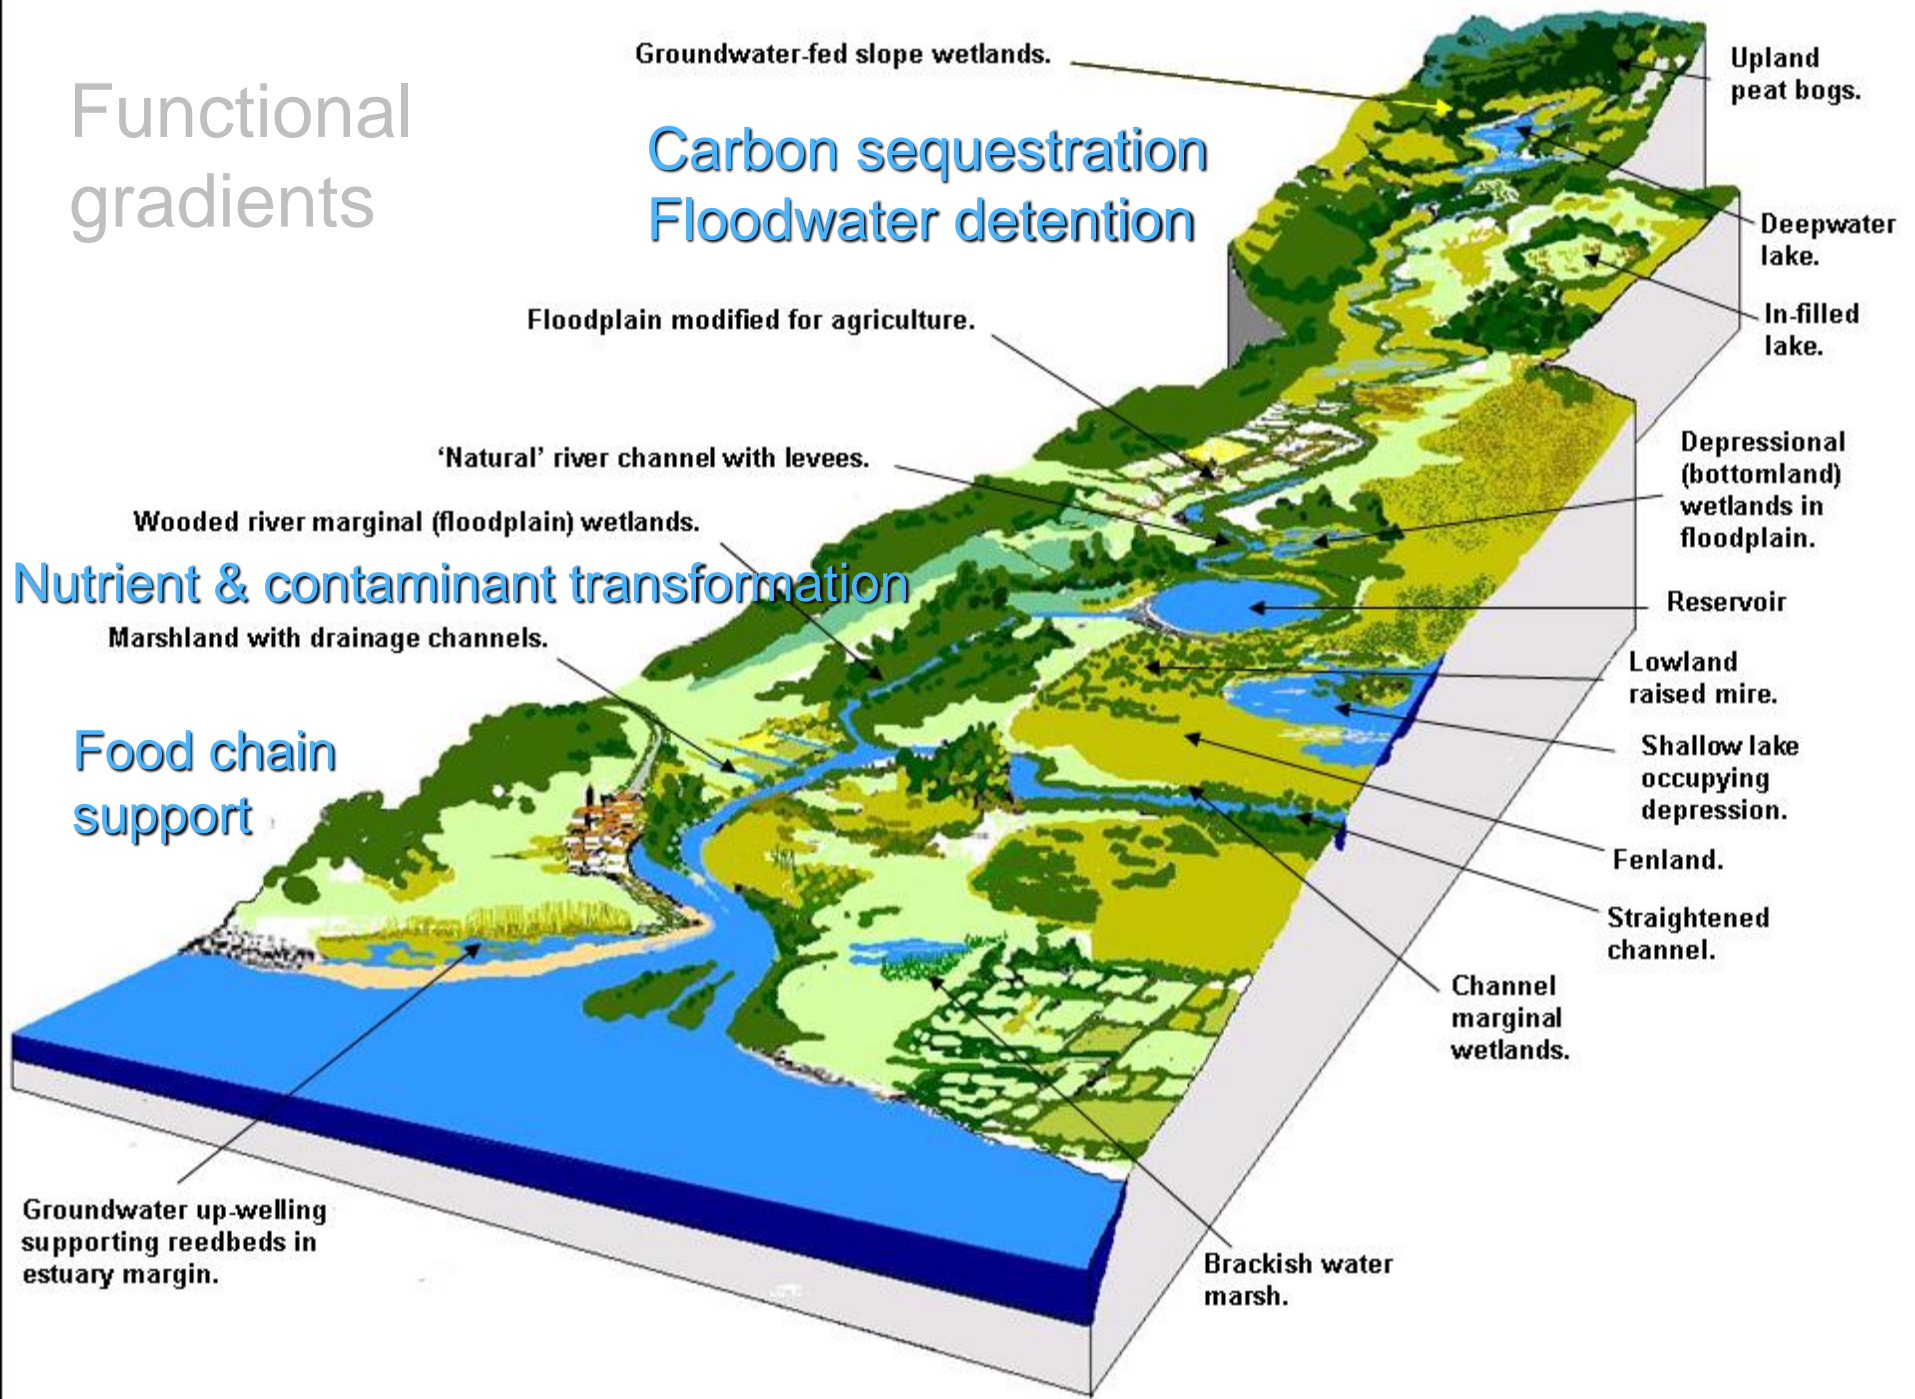 Functional
gradients
Groundwater-fed slope wetlands.
Upland
peat bogs.
Carbon sequestration
Floodwater detention
Deepwater
lake.
In-filled
lake.
Floodplain modified for agriculture.
‘Natural’ river channel with levees.
Depressional
(bottomland)
wetlands in
floodplain.
Wooded river marginal (floodplain) wetlands.
Nutrient & contaminant transformation
Reservoir
Marshland with drainage channels.
Lowland
raised mire.
Food chain
support
Shallow lake
occupying
depression.
Fenland.
Straightened
channel.
Channel
marginal
wetlands.
Groundwater up-welling
supporting reedbeds in
estuary margin.
Brackish water
marsh.